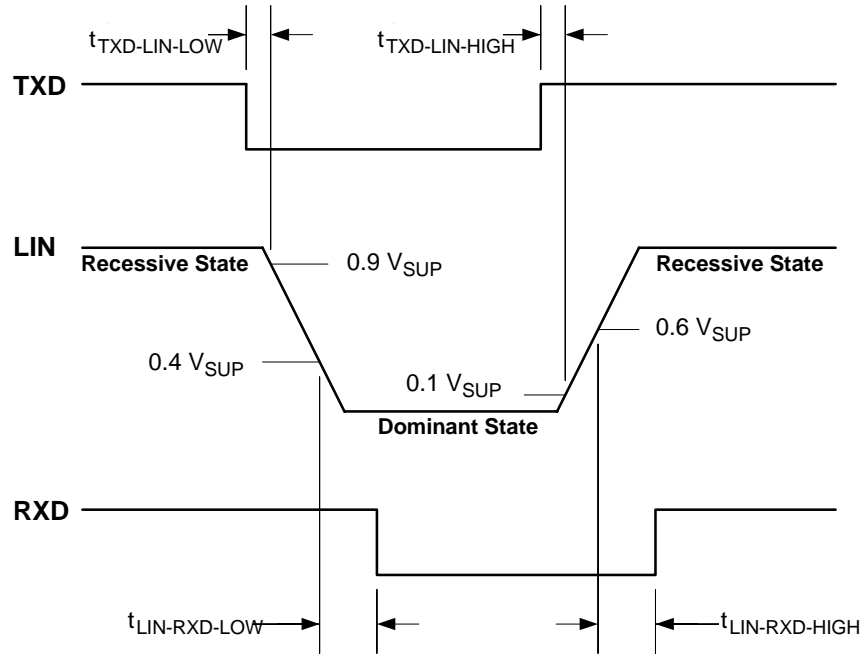 tTXD-LIN-LOW tTXD-LIN-HIGH
TXD
LIN
Recessive State Recessive State
0.9 VSUP
0.6 VSUP
0.4 VSUP
0.1 VSUP
Dominant State
RXD
tLIN-RXD-LOW tLIN-RXD-HIGH